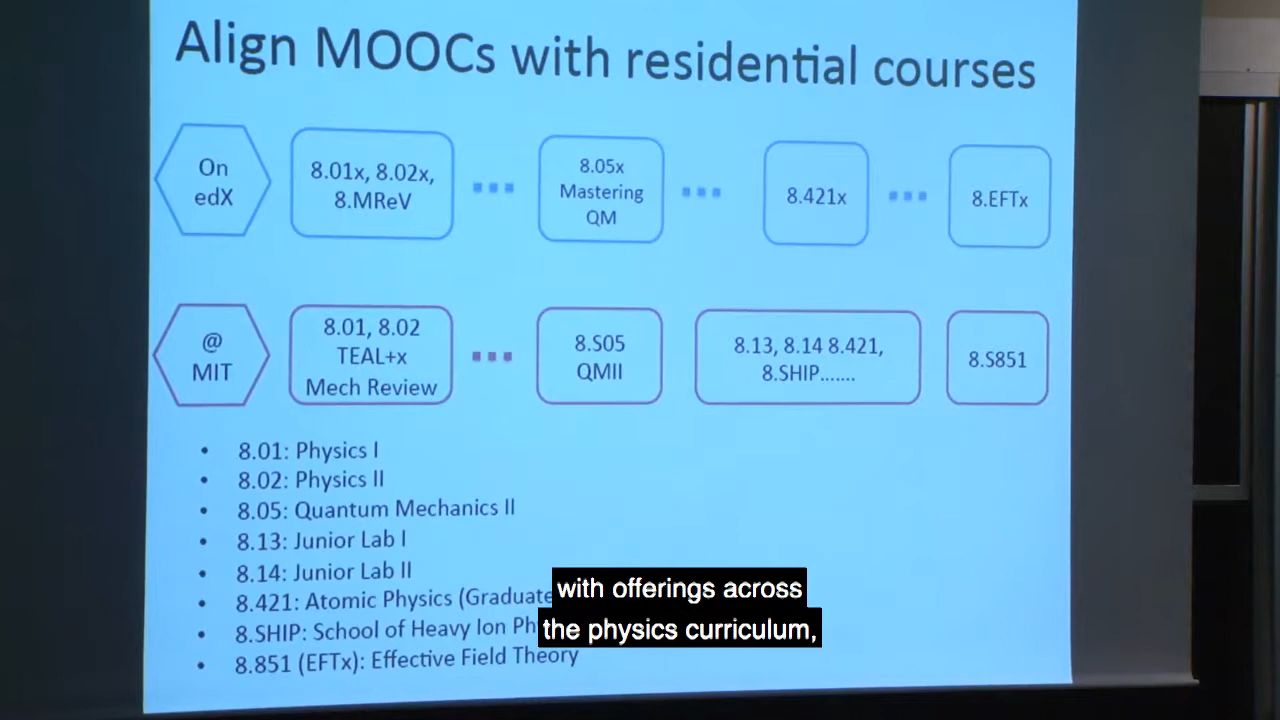 Align MOOCs with residential courses
On
edX
8.01x, 8.02x,
8.MReV
8.05x
Mastering
QM
8.421x
8.EFTx
@
MIT
8.01, 8.02
TEAL+x
Mech Review
8.S05
QMII
8.13, 8.14 8.421,
8.SHIP.......
8.S851
• 8.01: Physics I
• 8.02: Physics II
• 8.05: Quantum Mechanics II
• 8.13: Junior Lab I
• 8.14: Junior Lab II
• 8.421: Atomic Physics (Graduate
• 8.SHIP: School of Heavy Ion Ph
• 8.851 (EFTx): Effective Field Theory
with offerings across
the physics curriculum,